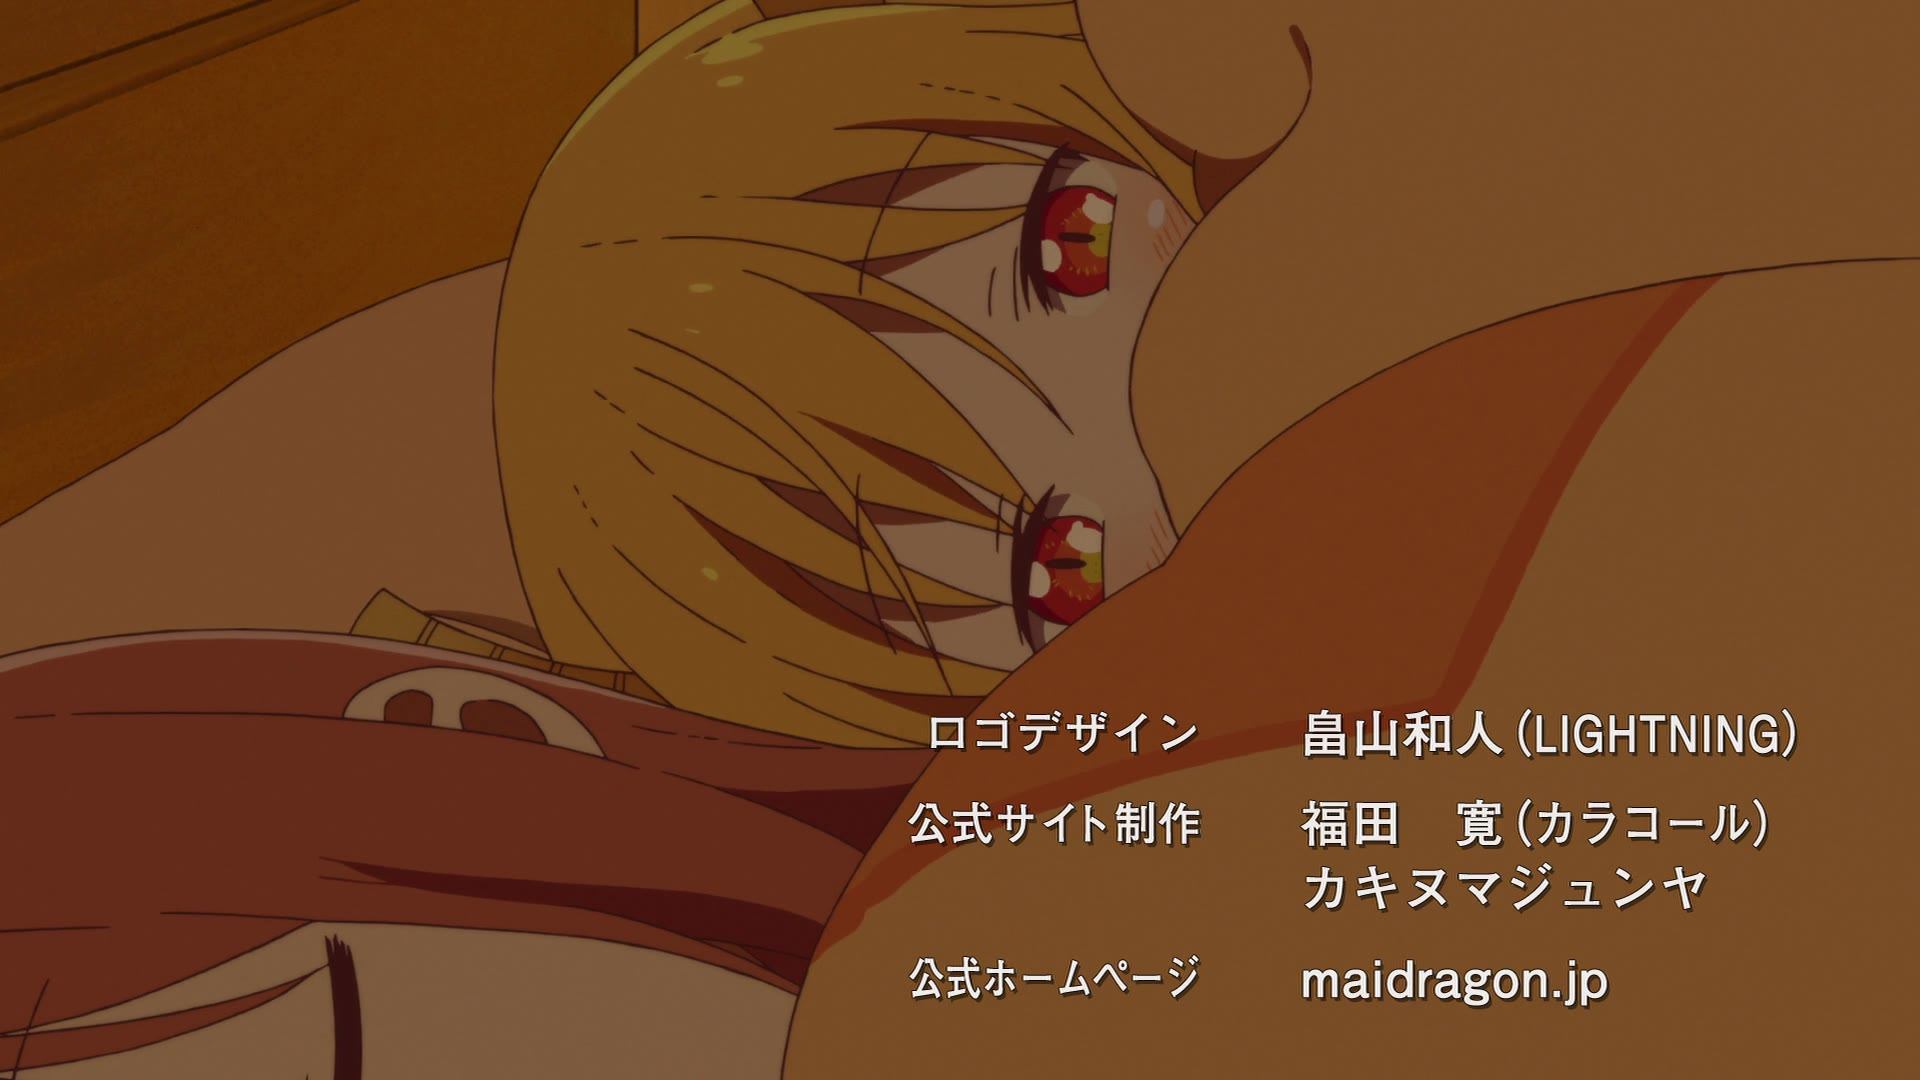 ロゴデザイン　畠山和人（LIGHTNING）
公式サイト制作　福田　寛（カラコール）
カキヌマジュンヤ
公式ホームページ　maidragon.jp